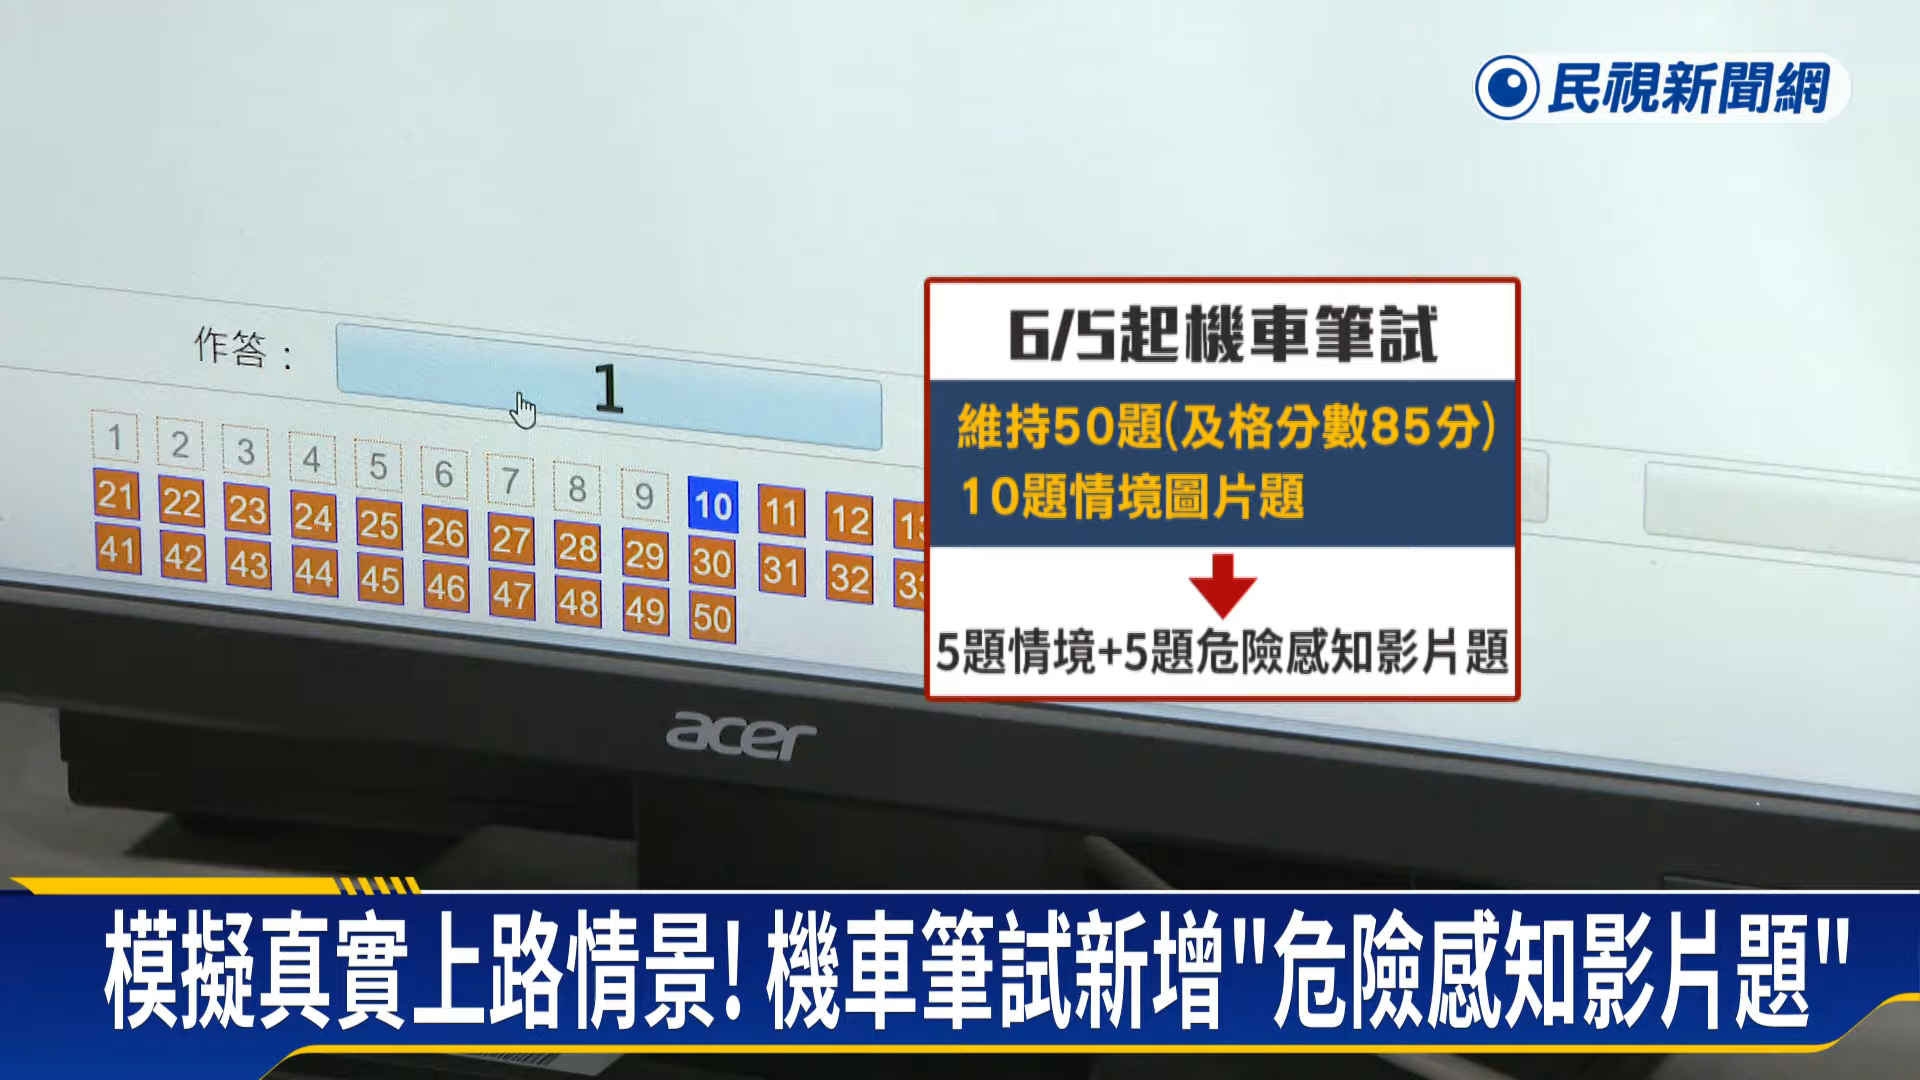 民視新聞網
作答：
1
1 2 3 4 5 6 7 8 9 10 11 12
21 22 23 24 25 26 27 28 29 30 31 32
41 42 43 44 45 46 47 48 49 50
acer
6/5起機車筆試
維持50題(及格分數85分)
10題情境圖片題
5題情境+5題危險感知影片題
模擬真實上路情景!機車筆試新增"危險感知影片題"